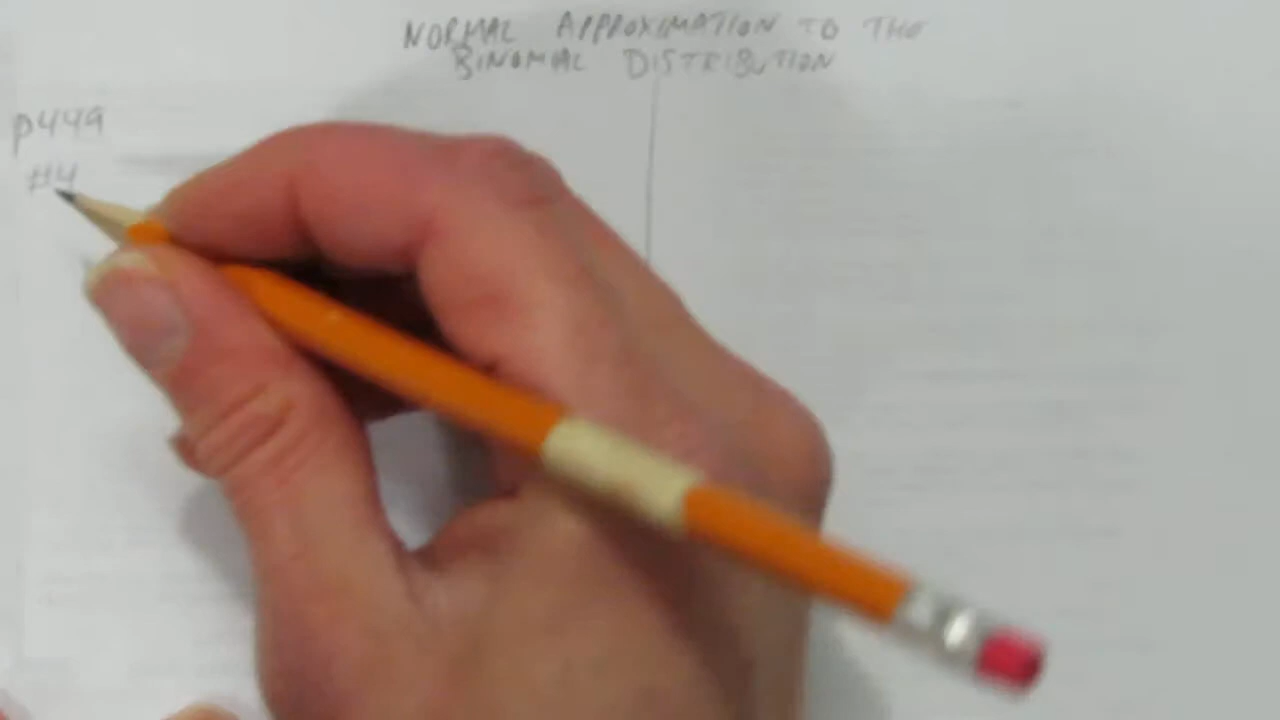 NORMAL APPROXIMATION TO THE
BINOMIAL DISTRIBUTION
p449
#4